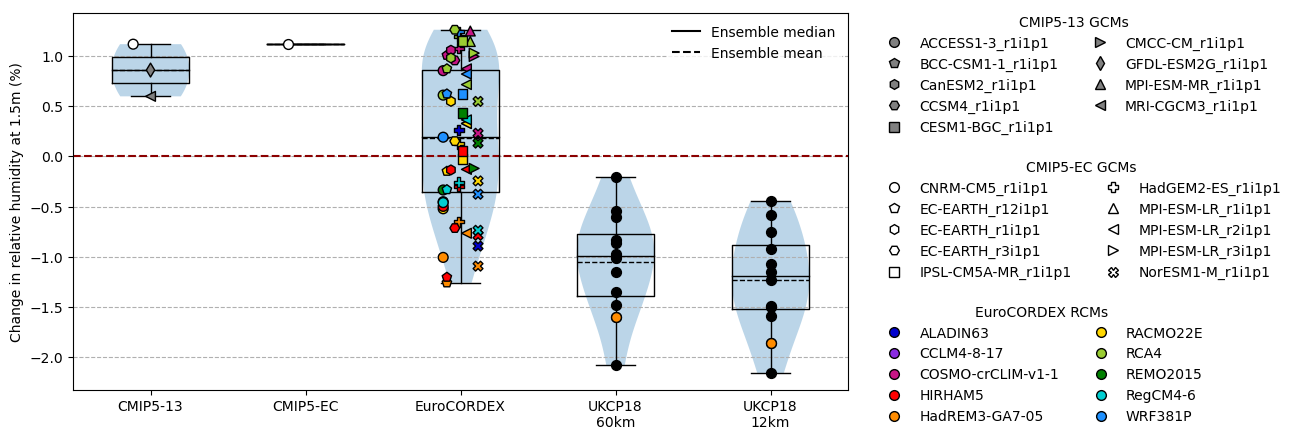 Change in relative humidity at 1.5m (%)
1.0
0.5
0.0
−0.5
−1.0
−1.5
−2.0
CMIP5-13
CMIP5-EC
EuroCORDEX
UKCP18
60km
UKCP18
12km
Ensemble median
Ensemble mean
CMIP5-13 GCMs
ACCESS1-3_r1i1p1
BCC-CSM1-1_r1i1p1
CanESM2_r1i1p1
CCSM4_r1i1p1
CESM1-BGC_r1i1p1
CMCC-CM_r1i1p1
GFDL-ESM2G_r1i1p1
MPI-ESM-MR_r1i1p1
MRI-CGCM3_r1i1p1
CMIP5-EC GCMs
CNRM-CM5_r1i1p1
EC-EARTH_r12i1p1
EC-EARTH_r1i1p1
EC-EARTH_r3i1p1
IPSL-CM5A-MR_r1i1p1
HadGEM2-ES_r1i1p1
MPI-ESM-LR_r1i1p1
MPI-ESM-LR_r2i1p1
MPI-ESM-LR_r3i1p1
NorESM1-M_r1i1p1
EuroCORDEX RCMs
ALADIN63
CCLM4-8-17
COSMO-crCLIM-v1-1
HIRHAM5
HadREM3-GA7-05
RACMO22E
RCA4
REMO2015
RegCM4-6
WRF381P